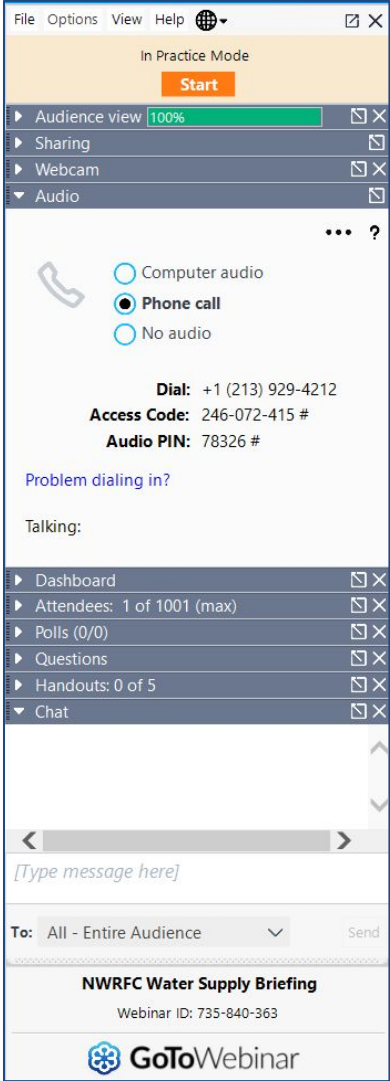 File Options View Help
In Practice Mode
Start
Audience view 100%
Sharing
Webcam
Audio
... ?
Computer audio
Phone call
No audio
Dial: +1 (213) 929-4212
Access Code: 246-072-415 #
Audio PIN: 78326 #
Problem dialing in?
Talking:
Dashboard
Attendees: 1 of 1001 (max)
Polls (0/0)
Questions
Handouts: 0 of 5
Chat
[Type message here]
To: All - Entire Audience Send
NWRFC Water Supply Briefing
Webinar ID: 735-840-363
GoToWebinar